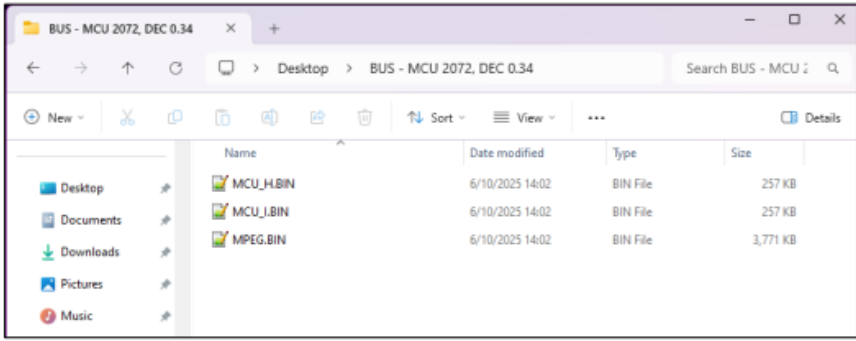 BUS - MCU 2072, DEC 0.34
Desktop > BUS - MCU 2072, DEC 0.34
Search BUS - MCU 2
New
Sort
View
Details
Name Date modified Type Size
Desktop
Documents
Downloads
Pictures
Music
MCU_H.BIN 6/10/2025 14:02 BIN File 257 KB
MCU_I.BIN 6/10/2025 14:02 BIN File 257 KB
MPEG.BIN 6/10/2025 14:02 BIN File 3,771 KB